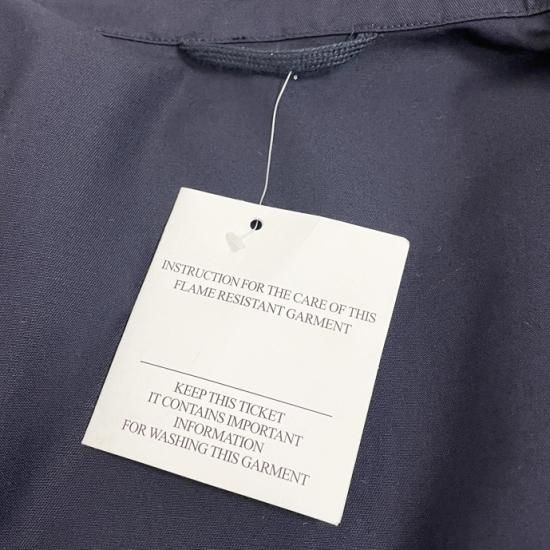 INSTRUCTION FOR THE CARE OF THIS
FLAME RESISTANT GARMENT
KEEP THIS TICKET
IT CONTAINS IMPORTANT
INFORMATION
FOR WASHING THIS GARMENT